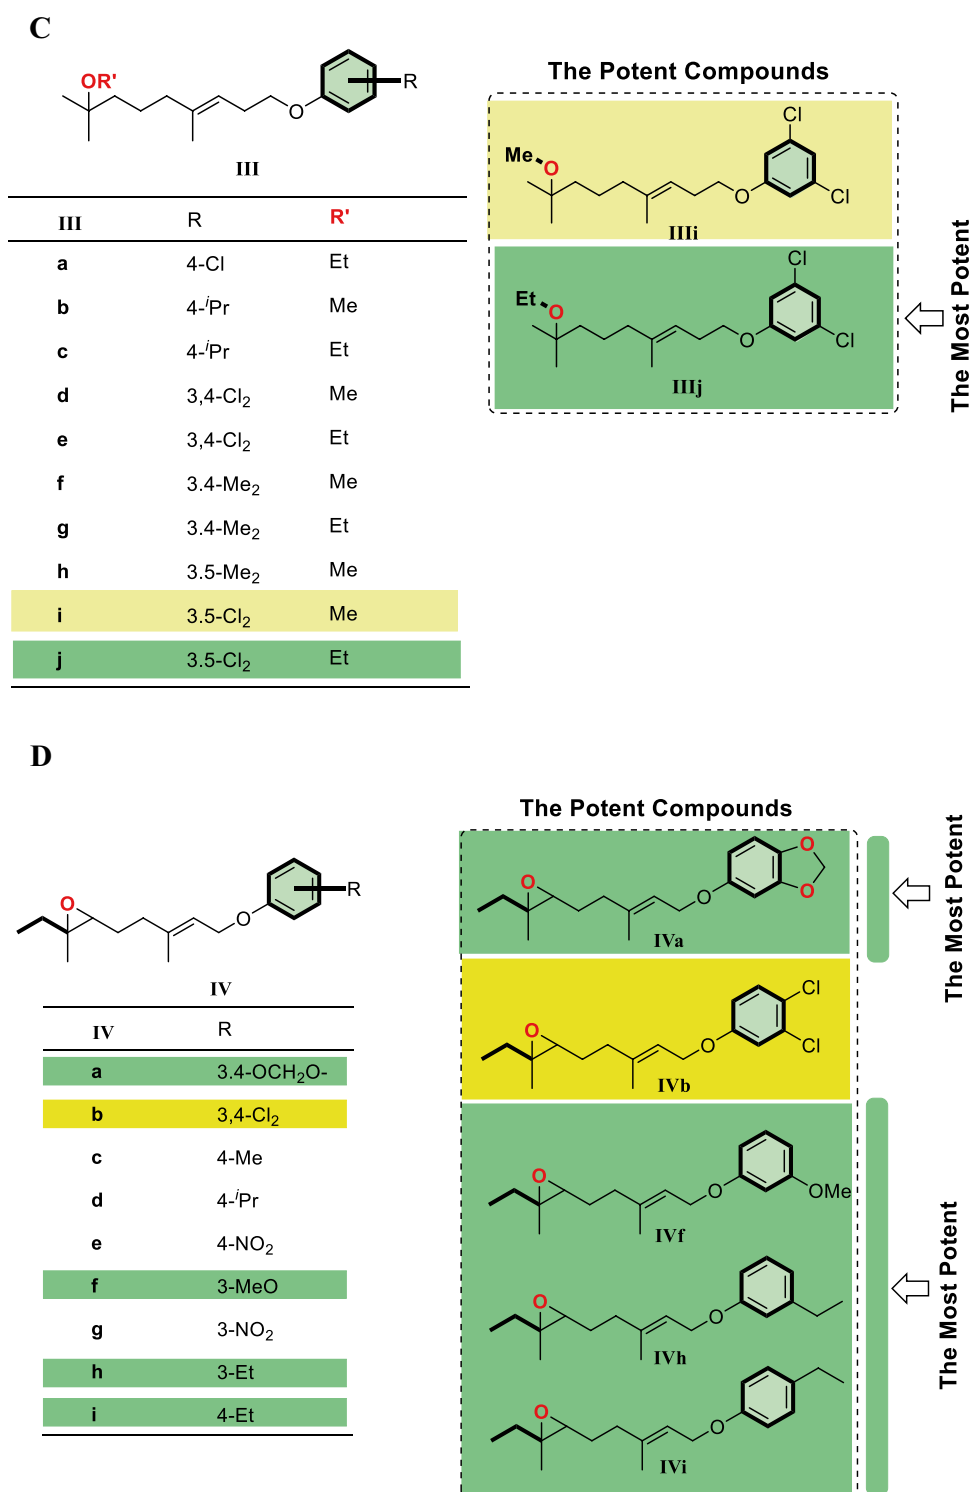 C
OR'
O
R
III
III R R'
a 4-Cl Et
b 4-iPr Me
c 4-iPr Et
d 3,4-Cl2 Me
e 3,4-Cl2 Et
f 3.4-Me2 Me
g 3.4-Me2 Et
h 3.5-Me2 Me
i 3.5-Cl2 Me
j 3.5-Cl2 Et
The Potent Compounds
Cl
Me
O
O
Cl
IIIi
Cl
Et
O
O
Cl
IIIj
The Most Potent
D
O
O
R
IV
IV R
a 3.4-OCH2O-
b 3,4-Cl2
c 4-Me
d 4-iPr
e 4-NO2
f 3-MeO
g 3-NO2
h 3-Et
i 4-Et
The Potent Compounds
O
O
O
O
IVa
The Most Potent
Cl
O
O
Cl
IVb
O
O
OMe
IVf
O
O
IVh
O
O
IVi
The Most Potent